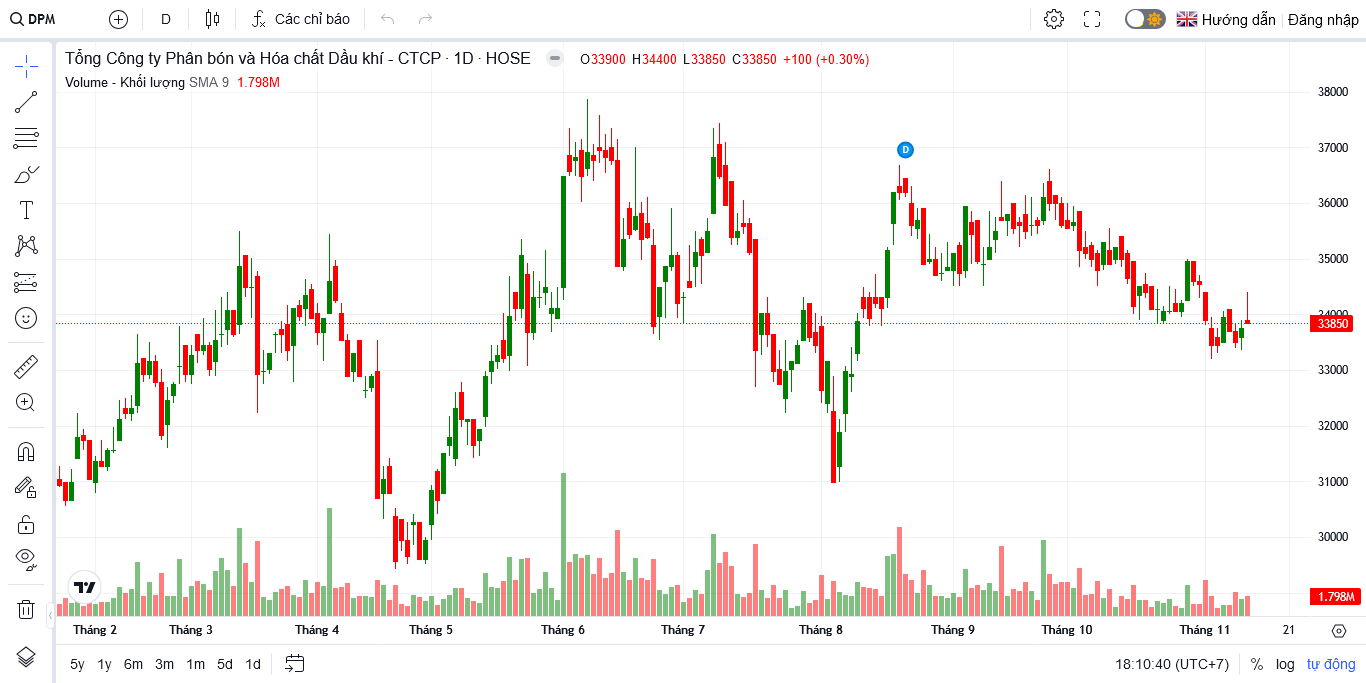 DPM D Các chỉ báo Hướng dẫn Đăng nhập
Tổng Công ty Phân bón và Hóa chất Dầu khí - CTCP · 1D · HOSE O33900 H34400 L33850 C33850 +100 (+0.30%)
Volume - Khối lượng SMA 9 1.798M
38000
37000
D
36000
35000
34000
33850
33000
32000
31000
30000
1.798M
Tháng 2 Tháng 3 Tháng 4 Tháng 5 Tháng 6 Tháng 7 Tháng 8 Tháng 9 Tháng 10 Tháng 11 21
5y 1y 6m 3m 1m 5d 1d 18:10:40 (UTC+7) % log tự động